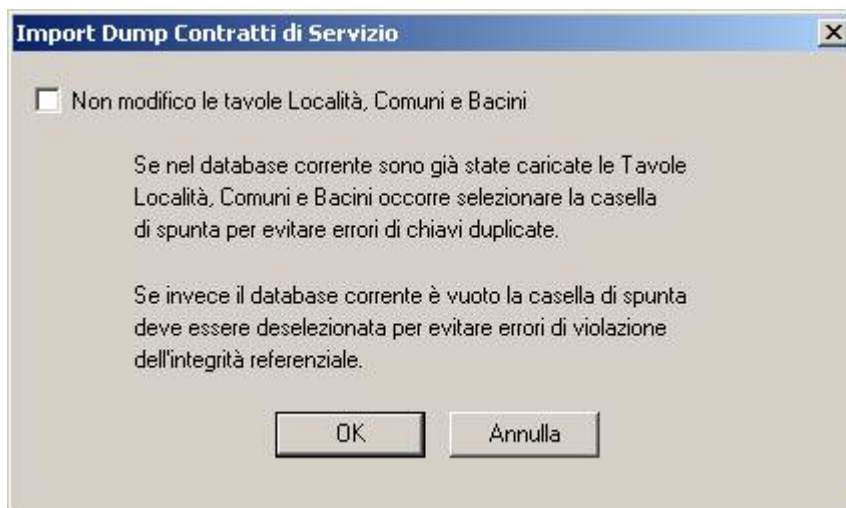 Import Dump Contratti di Servizio
Non modifico le tavole Località, Comuni e Bacini
Se nel database corrente sono già state caricate le Tavole
Località, Comuni e Bacini occorre selezionare la casella
di spunta per evitare errori di chiavi duplicate.
Se invece il database corrente è vuoto la casella di spunta
deve essere deselezionata per evitare errori di violazione
dell'integrità referenziale.
OK
Annulla